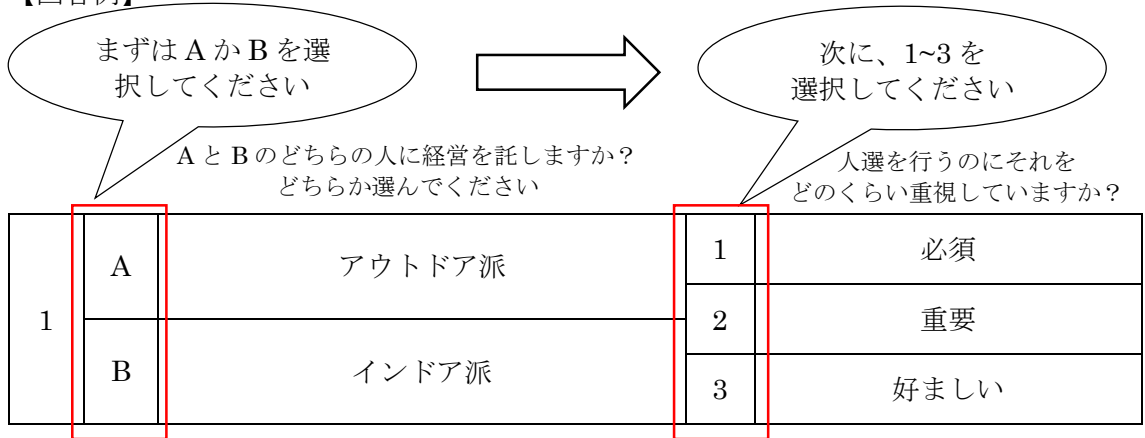 【回答例】
まずは A か B を選
択してください
次に、1~3 を
選択してください
A と B のどちらの人に経営を託しますか？
どちらか選んでください
人選を行うのにそれを
どのくらい重視していますか？
1
A
アウトドア派
B
インドア派
1
必須
2
重要
3
好ましい